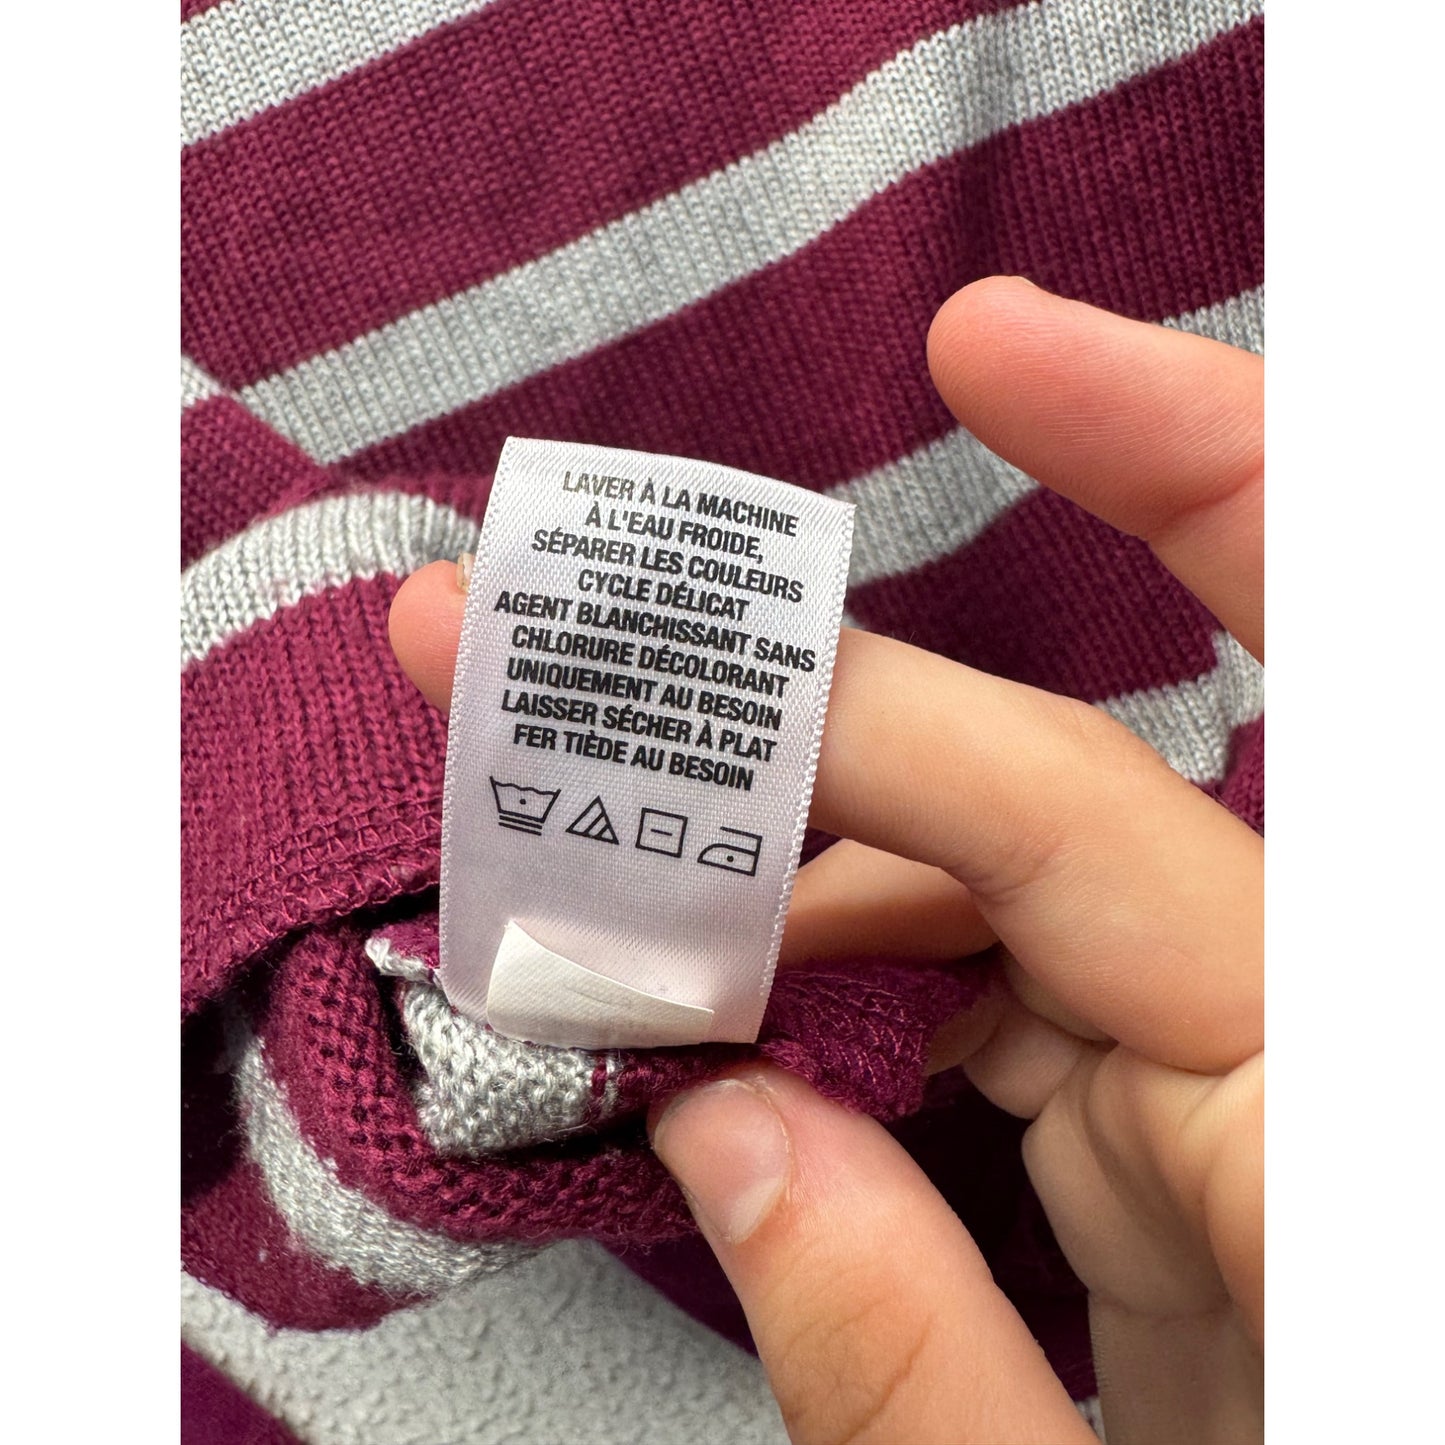 LAVER À LA MACHINE
À L'EAU FROIDE,
SÉPARER LES COULEURS
CYCLE DÉLICAT
AGENT BLANCHISSANT SANS
CHLORURE DÉCOLORANT
UNIQUEMENT AU BESOIN
LAISSER SÉCHER À PLAT
FER TIÈDE AU BESOIN